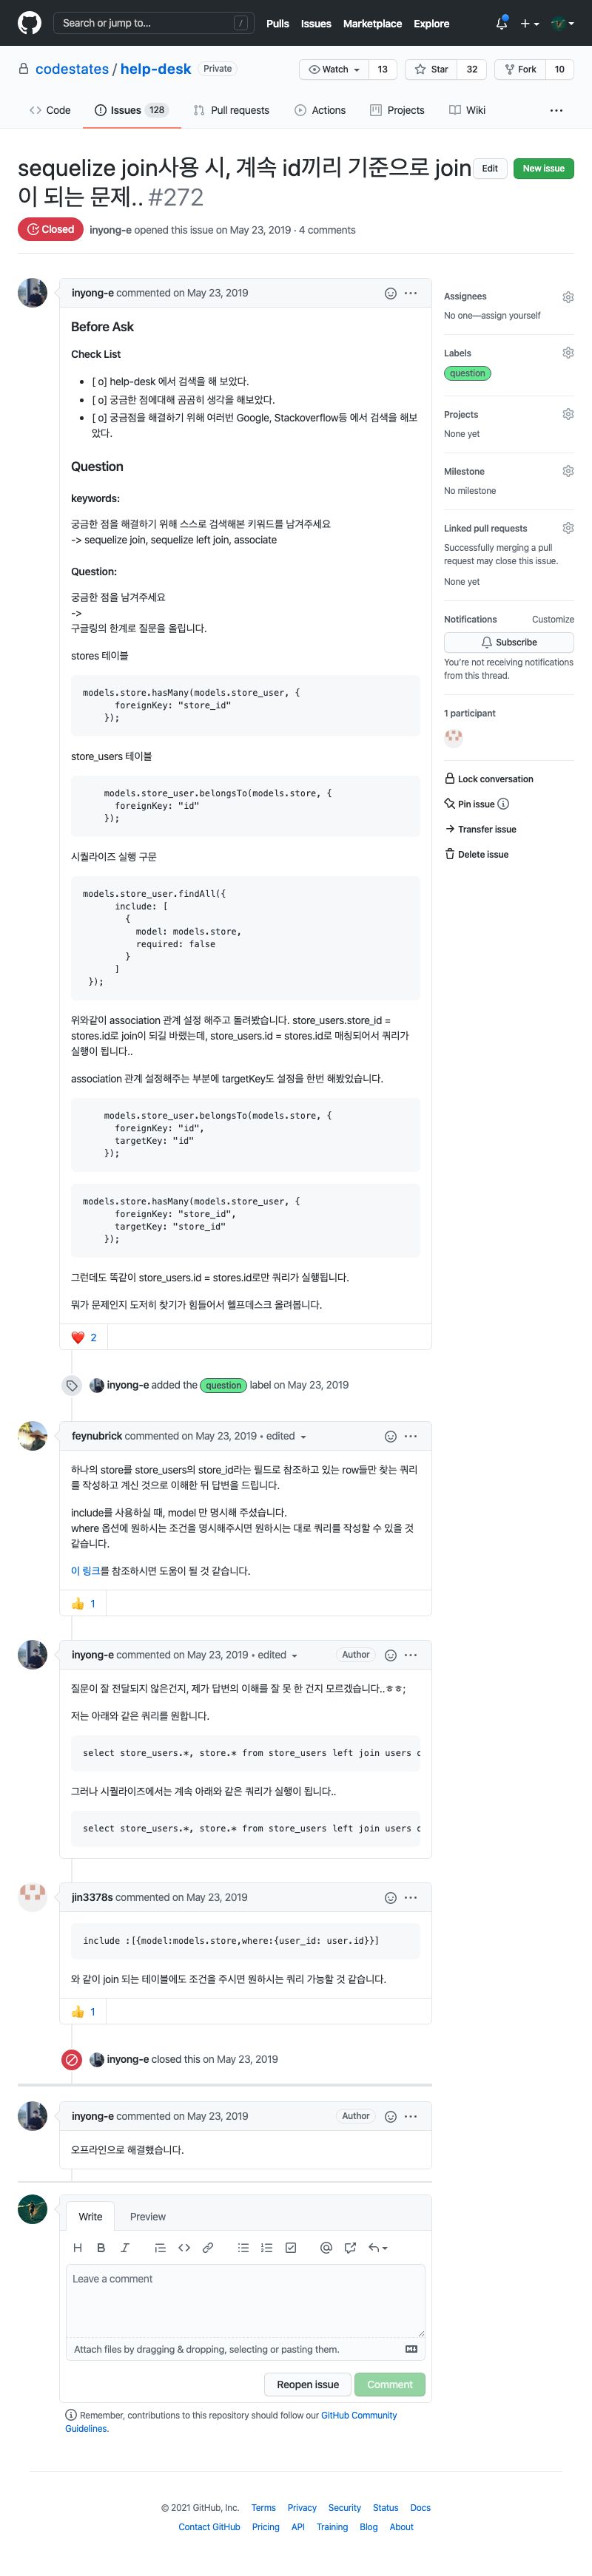 Search or jump to... /
Pulls Issues Marketplace Explore
codestates / help-desk Private
Watch 13 Star 32 Fork 10
Code Issues 128 Pull requests Actions Projects Wiki ...
sequelize join사용 시, 계속 id끼리 기준으로 join
이 되는 문제.. #272
Edit New issue
Closed inyong-e opened this issue on May 23, 2019 · 4 comments
inyong-e commented on May 23, 2019
Before Ask
Check List
• [ o] help-desk 에서 검색을 해 보았다.
• [ o] 궁금한 점에대해 곰곰히 생각을 해보았다.
• [ o] 궁금점을 해결하기 위해 여러번 Google, Stackoverflow등 에서 검색을 해보
았다.
Question
keywords:
궁금한 점을 해결하기 위해 스스로 검색해본 키워드를 남겨주세요
-> sequelize join, sequelize left join, associate
Question:
궁금한 점을 남겨주세요
->
구글링의 한계로 질문을 올립니다.
stores 테이블
models.store.hasMany(models.store_user, {
foreignKey: "store_id"
});
store_users 테이블
models.store_user.belongsTo(models.store, {
foreignKey: "id"
});
시퀄라이즈 실행 구문
models.store_user.findAll({
include: [
{
model: models.store,
required: false
}
]
});
위와같이 association 관계 설정 해주고 돌려봤습니다. store_users.store_id =
stores.id로 join이 되길 바랬는데, store_users.id = stores.id로 매칭되어서 쿼리가
실행이 됩니다..
association 관계 설정해주는 부분에 targetKey도 설정을 한번 해봤었습니다.
models.store_user.belongsTo(models.store, {
foreignKey: "id",
targetKey: "id"
});
models.store.hasMany(models.store_user, {
foreignKey: "store_id",
targetKey: "store_id"
});
그런데도 똑같이 store_users.id = stores.id로만 쿼리가 실행됩니다.
뭐가 문제인지 도저히 찾기가 힘들어서 헬프데스크 올려봅니다.
❤️ 2
inyong-e added the question label on May 23, 2019
feynubrick commented on May 23, 2019 • edited
하나의 store를 store_users의 store_id라는 필드로 참조하고 있는 row들만 찾는 쿼리
를 작성하고 계신 것으로 이해한 뒤 답변을 드립니다.
include를 사용하실 때, model 만 명시해 주셨습니다.
where 옵션에 원하시는 조건을 명시해주시면 원하시는 대로 쿼리를 작성할 수 있을 것
같습니다.
이 링크를 참조하시면 도움이 될 것 같습니다.
👍 1
inyong-e commented on May 23, 2019 • edited Author
질문이 잘 전달되지 않은건지, 제가 답변의 이해를 잘 못 한 건지 모르겠습니다..ㅎㅎ;
저는 아래와 같은 쿼리를 원합니다.
select store_users.*, store.* from store_users left join users o
그러나 시퀄라이즈에서는 계속 아래와 같은 쿼리가 실행이 됩니다..
select store_users.*, store.* from store_users left join users o
jin3378s commented on May 23, 2019
include :[{model:models.store,where:{user_id: user.id}}]
와 같이 join 되는 테이블에도 조건을 주시면 원하시는 쿼리 가능할 것 같습니다.
👍 1
inyong-e closed this on May 23, 2019
inyong-e commented on May 23, 2019 Author
오프라인으로 해결했습니다.
Write Preview
Leave a comment
Attach files by dragging & dropping, selecting or pasting them.
Reopen issue Comment
Remember, contributions to this repository should follow our GitHub Community
Guidelines.
Assignees
No one—assign yourself
Labels
question
Projects
None yet
Milestone
No milestone
Linked pull requests
Successfully merging a pull
request may close this issue.
None yet
Notifications Customize
Subscribe
You're not receiving notifications
from this thread.
1 participant
Lock conversation
Pin issue
Transfer issue
Delete issue
© 2021 GitHub, Inc. Terms Privacy Security Status Docs
Contact GitHub Pricing API Training Blog About